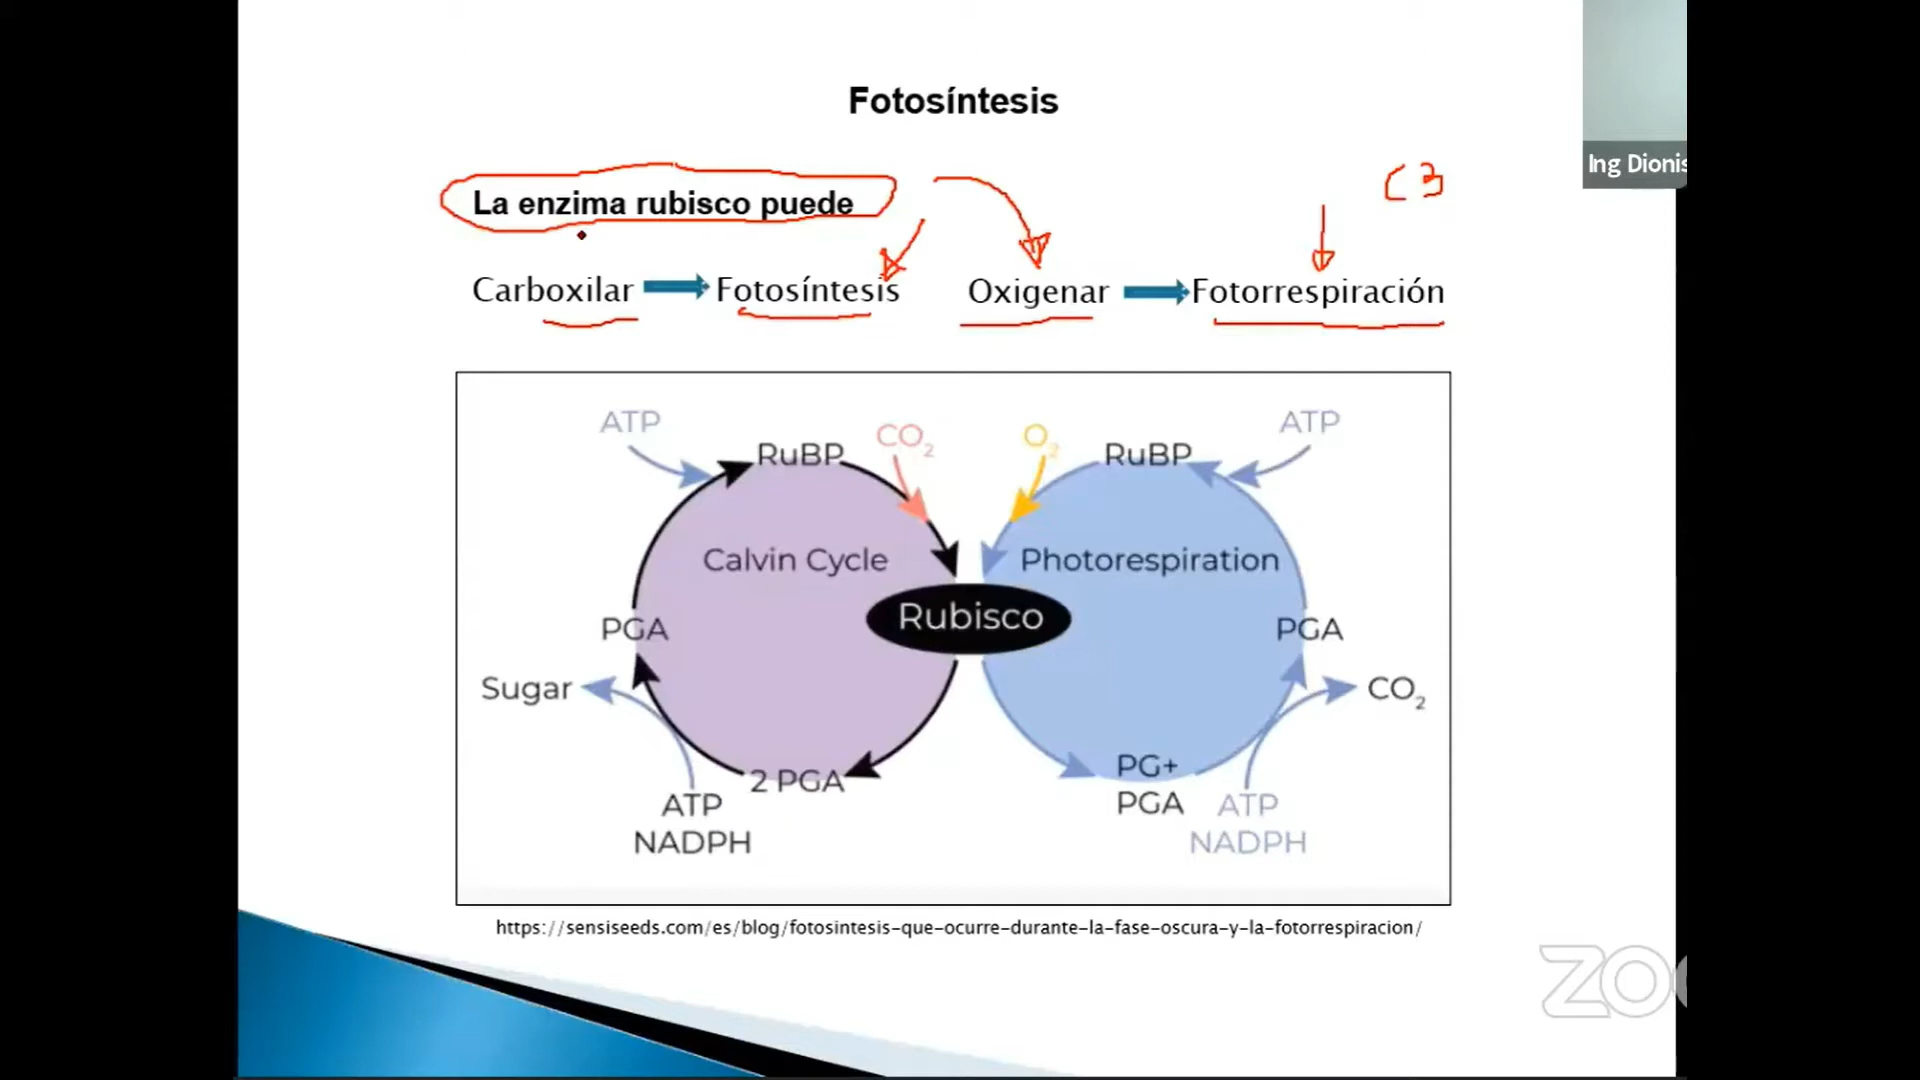 Fotosíntesis
Ing Dionis
C3
La enzima rubisco puede
Carboxilar Fotosíntesis Oxigenar Fotorrespiración
ATP CO₂ O₂ ATP
RuBP RuBP
Calvin Cycle Photorespiration
Rubisco
PGA PGA
Sugar CO₂
2 PGA PG+
PGA
ATP ATP
NADPH NADPH
https://sensiseeds.com/es/blog/fotosintesis-que-ocurre-durante-la-fase-oscura-y-la-fotorrespiracion/
ZO